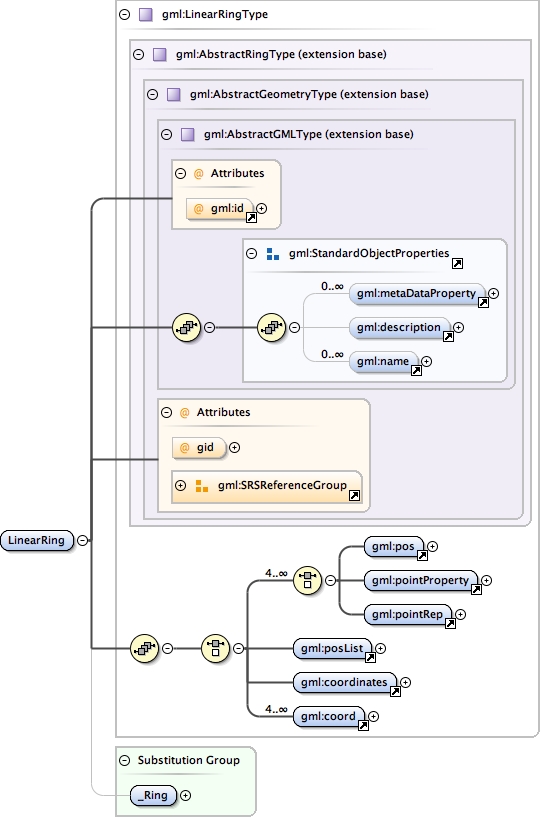 gml:LinearRingType
gml:AbstractRingType (extension base)
gml:AbstractGeometryType (extension base)
gml:AbstractGMLType (extension base)
@ Attributes
@ gml:id
gml:StandardObjectProperties
0..∞
gml:metaDataProperty
gml:description
0..∞
gml:name
@ Attributes
@ gid
gml:SRSReferenceGroup
LinearRing
4..∞
gml:pos
gml:pointProperty
gml:pointRep
gml:posList
gml:coordinates
4..∞
gml:coord
Substitution Group
_Ring